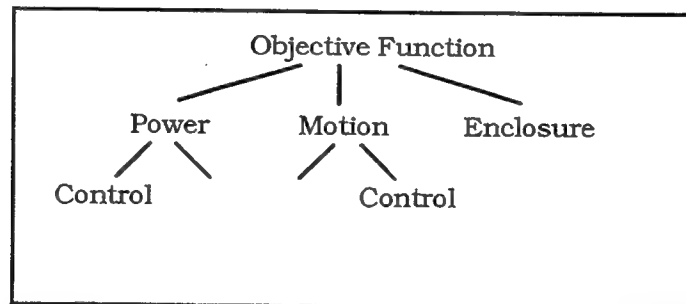 Objective Function
Power Motion Enclosure
Control Control